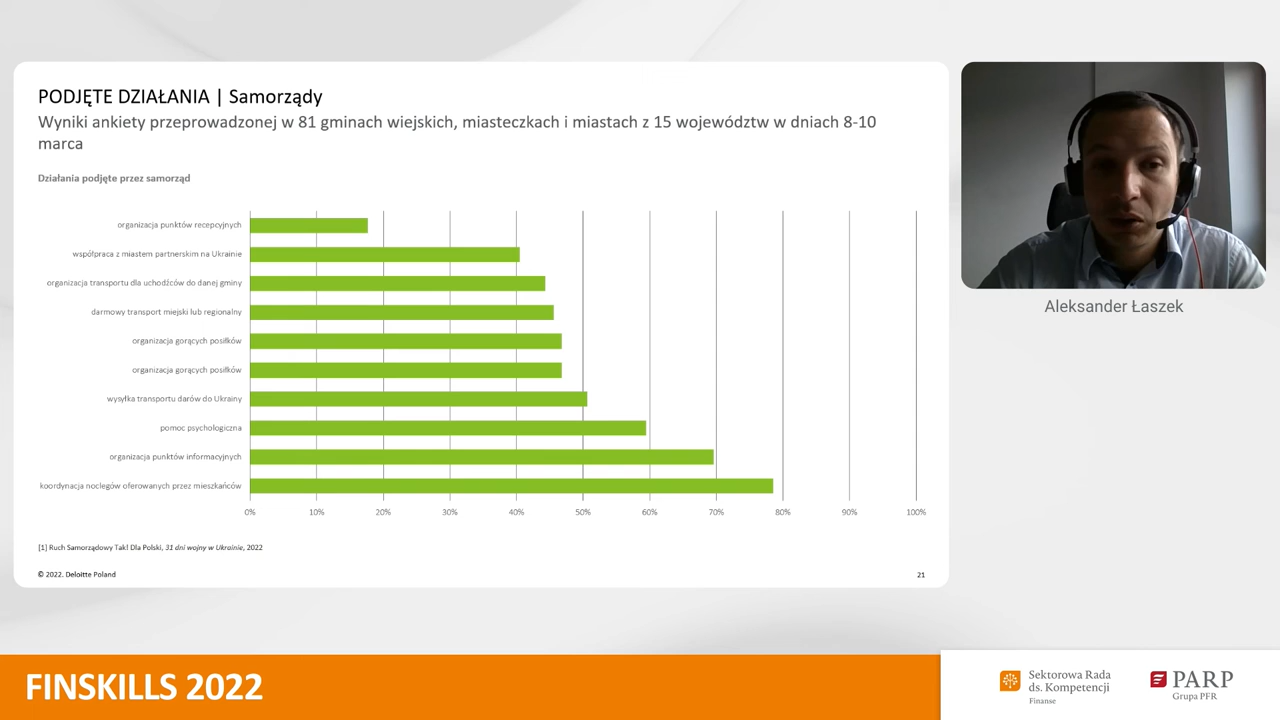 PODJĘTE DZIAŁANIA | Samorządy
Wyniki ankiety przeprowadzonej w 81 gminach wiejskich, miasteczkach i miastach z 15 województw w dniach 8-10
marca
Działania podjęte przez samorząd
organizacja punktów recepcyjnych
współpraca z miastem partnerskim na Ukrainie
organizacja transportu dla uchodźców do danej gminy
darmowy transport miejski lub regionalny
organizacja gorących posiłków
organizacja gorących posiłków
wysyłka transportu darów do Ukrainy
pomoc psychologiczna
organizacja punktów informacyjnych
koordynacja noclegów oferowanych przez mieszkańców
0% 10% 20% 30% 40% 50% 60% 70% 80% 90% 100%
[1] Ruch Samorządowy Tak! Dla Polski, 31 dni wojny w Ukrainie, 2022
© 2022. Deloitte Poland
21
Aleksander Łaszek
FINSKILLS 2022
Sektorowa Rada
ds. Kompetencji
Finanse
PARP
Grupa PFR